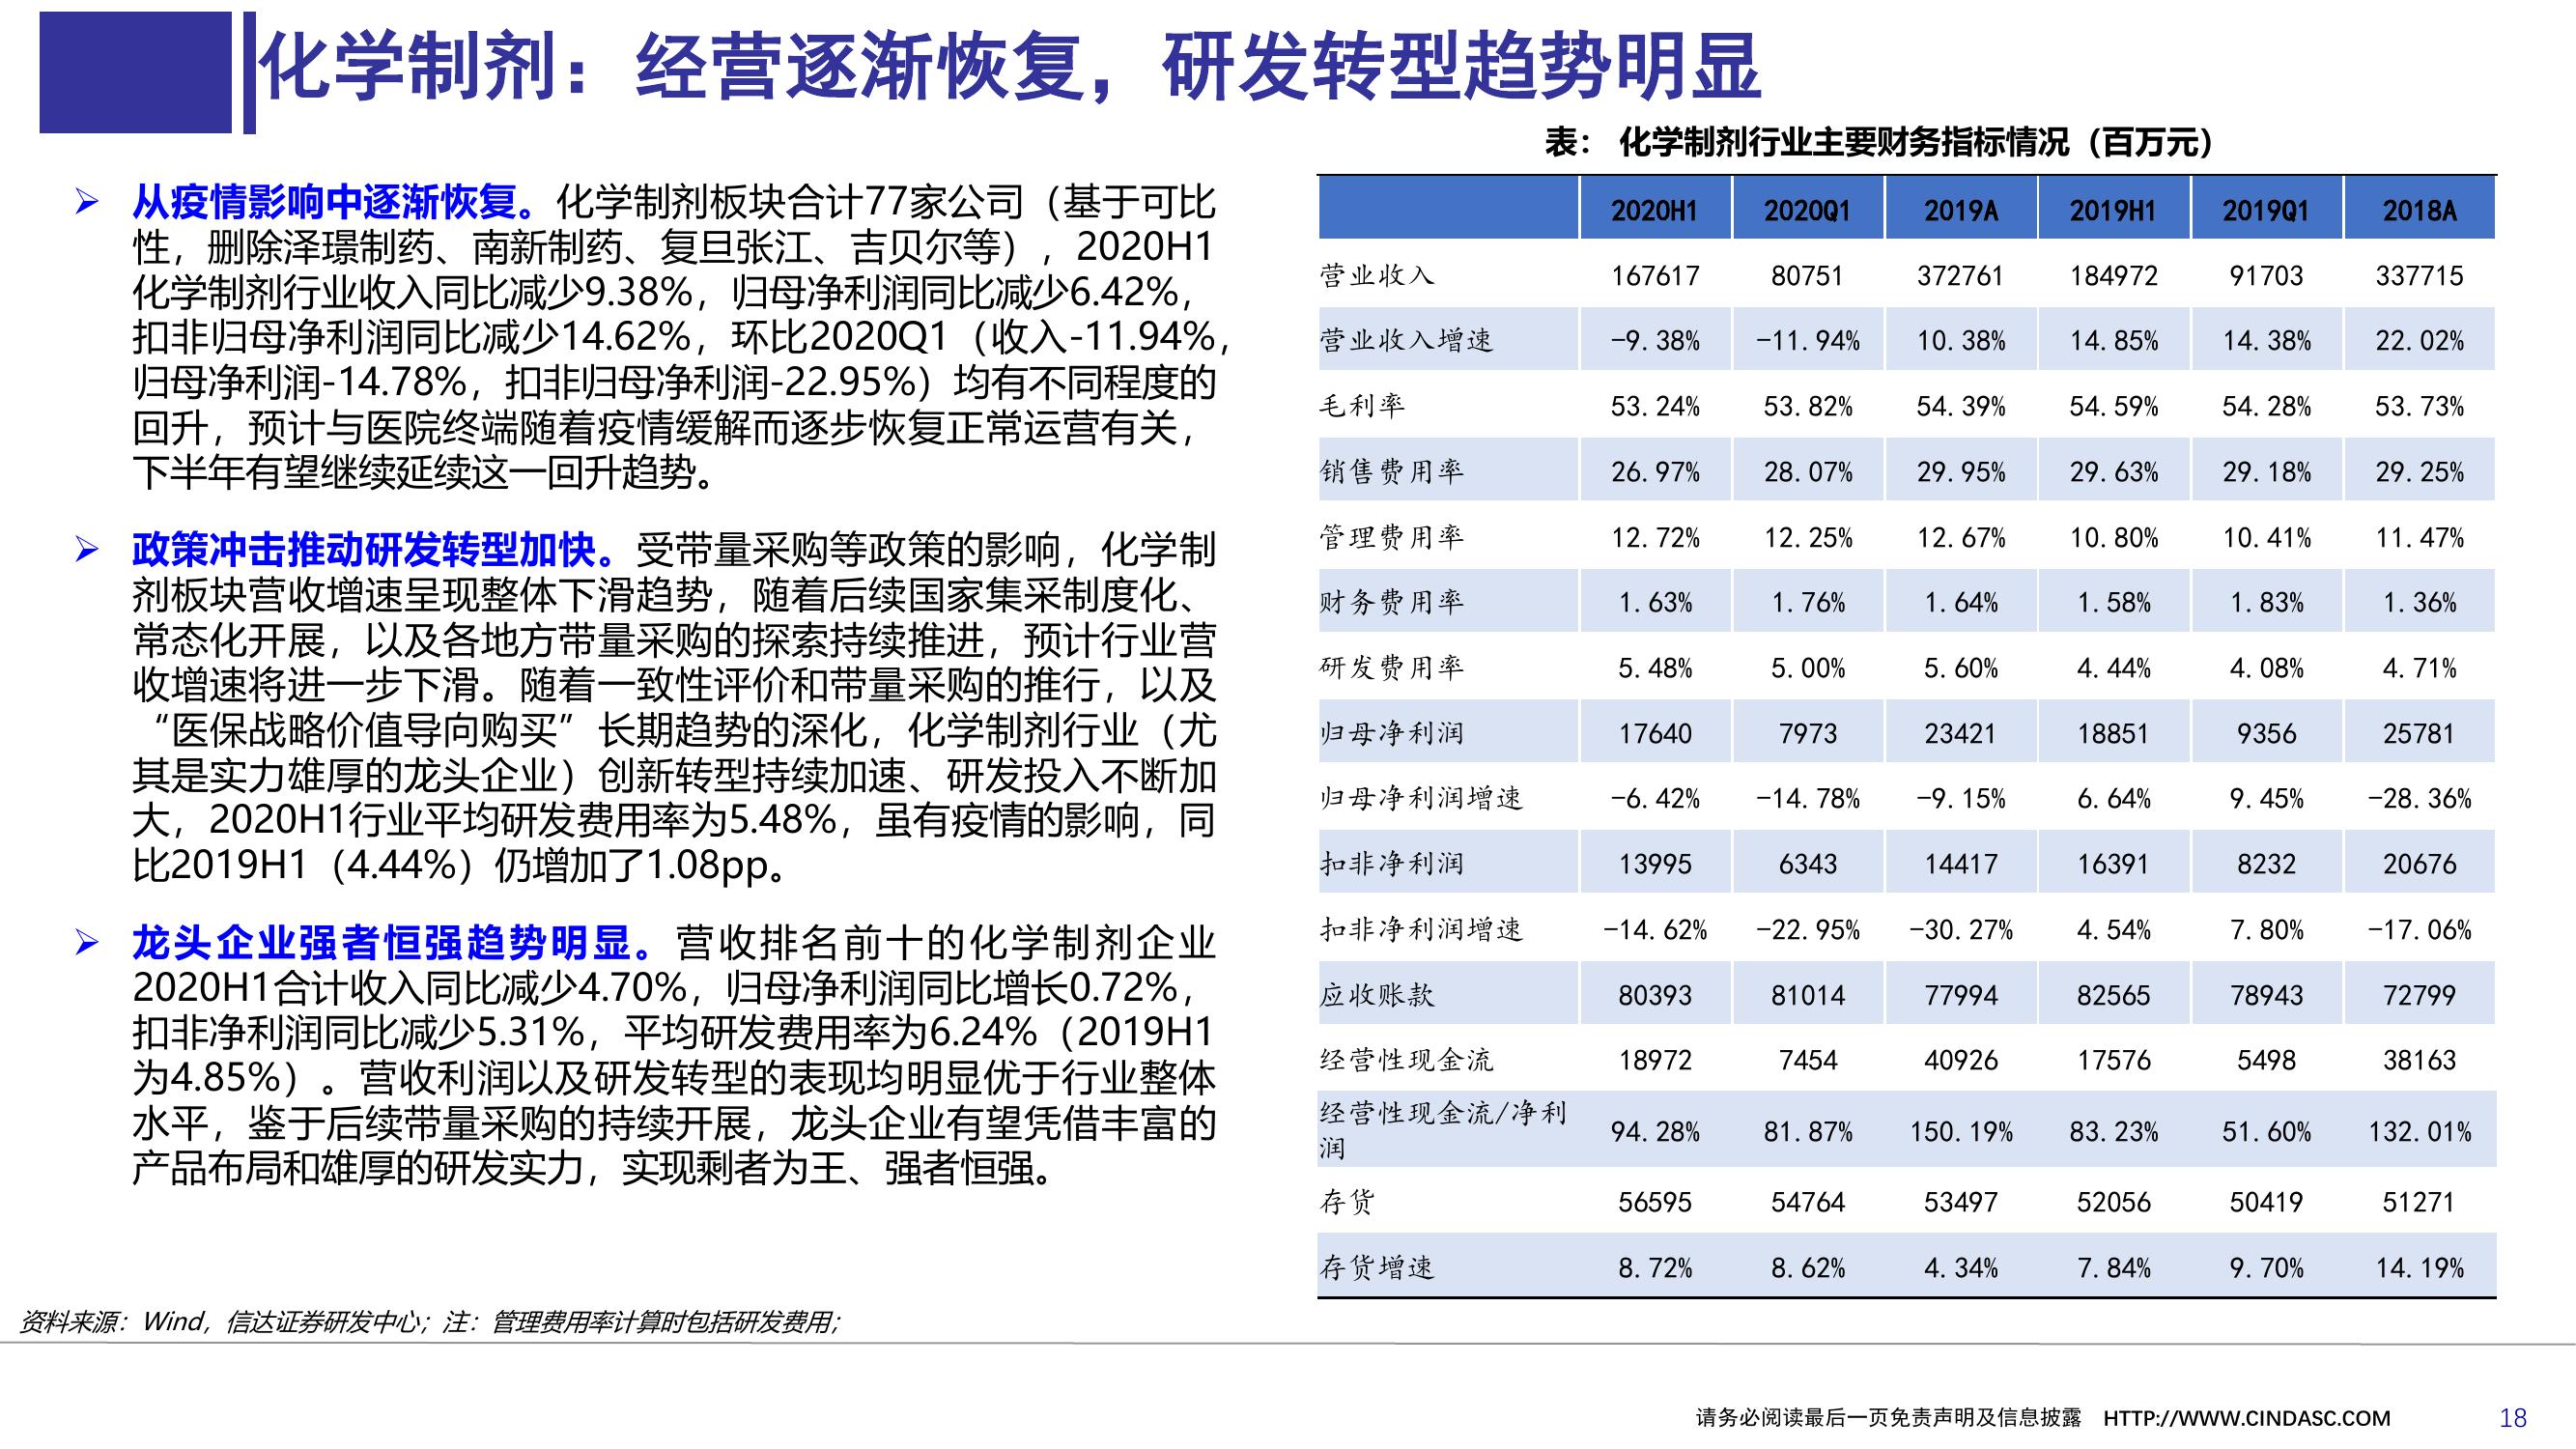 化学制剂：经营逐渐恢复，研发转型趋势明显
从疫情影响中逐渐恢复。化学制剂板块合计77家公司（基于可比
性，删除泽璟制药、南新制药、复旦张江、吉贝尔等），2020H1
化学制剂行业收入同比减少9.38%，归母净利润同比减少6.42%，
扣非归母净利润同比减少14.62%，环比2020Q1（收入-11.94%，
归母净利润-14.78%，扣非归母净利润-22.95%）均有不同程度的
回升，预计与医院终端随着疫情缓解而逐步恢复正常运营有关，
下半年有望继续延续这一回升趋势。
政策冲击推动研发转型加快。受带量采购等政策的影响，化学制
剂板块营收增速呈现整体下滑趋势，随着后续国家集采制度化、
常态化开展，以及各地方带量采购的探索持续推进，预计行业营
收增速将进一步下滑。随着一致性评价和带量采购的推行，以及
“医保战略价值导向购买”长期趋势的深化，化学制剂行业（尤
其是实力雄厚的龙头企业）创新转型持续加速、研发投入不断加
大，2020H1行业平均研发费用率为5.48%，虽有疫情的影响，同
比2019H1（4.44%）仍增加了1.08pp。
龙头企业强者恒强趋势明显。营收排名前十的化学制剂企业
2020H1合计收入同比减少4.70%，归母净利润同比增长0.72%，
扣非净利润同比减少5.31%，平均研发费用率为6.24%（2019H1
为4.85%）。营收利润以及研发转型的表现均明显优于行业整体
水平，鉴于后续带量采购的持续开展，龙头企业有望凭借丰富的
产品布局和雄厚的研发实力，实现剩者为王、强者恒强。
表： 化学制剂行业主要财务指标情况（百万元）
2020H1 2020Q1 2019A 2019H1 2019Q1 2018A
营业收入 167617 80751 372761 184972 91703 337715
营业收入增速 -9.38% -11.94% 10.38% 14.85% 14.38% 22.02%
毛利率 53.24% 53.82% 54.39% 54.59% 54.28% 53.73%
销售费用率 26.97% 28.07% 29.95% 29.63% 29.18% 29.25%
管理费用率 12.72% 12.25% 12.67% 10.80% 10.41% 11.47%
财务费用率 1.63% 1.76% 1.64% 1.58% 1.83% 1.36%
研发费用率 5.48% 5.00% 5.60% 4.44% 4.08% 4.71%
归母净利润 17640 7973 23421 18851 9356 25781
归母净利润增速 -6.42% -14.78% -9.15% 6.64% 9.45% -28.36%
扣非净利润 13995 6343 14417 16391 8232 20676
扣非净利润增速 -14.62% -22.95% -30.27% 4.54% 7.80% -17.06%
应收账款 80393 81014 77994 82565 78943 72799
经营性现金流 18972 7454 40926 17576 5498 38163
经营性现金流/净利
润 94.28% 81.87% 150.19% 83.23% 51.60% 132.01%
存货 56595 54764 53497 52056 50419 51271
存货增速 8.72% 8.62% 4.34% 7.84% 9.70% 14.19%
资料来源：Wind，信达证券研发中心；注：管理费用率计算时包括研发费用；
请务必阅读最后一页免责声明及信息披露 HTTP://WWW.CINDASC.COM 18